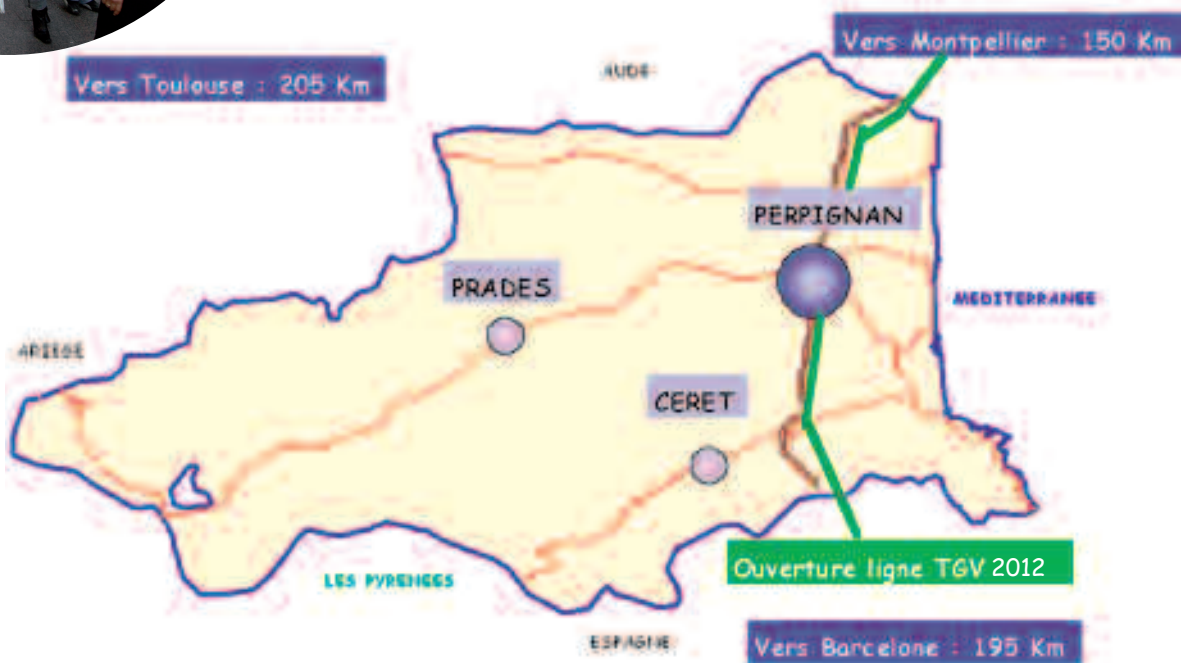 Vers Montpellier : 150 Km
Vers Toulouse : 205 Km
AUDE
PERPIGNAN
PRADES
MEDITERRANEE
ARIEGE
CERET
Ouverture ligne TGV 2012
LES PYRENEES
ESPAGNE
Vers Barcelone : 195 Km